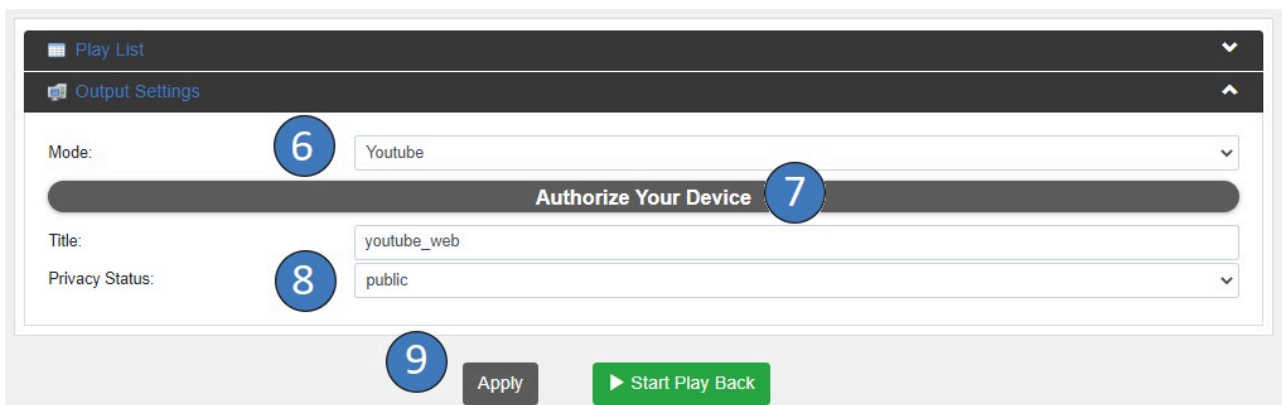 Play List
Output Settings
Mode: 6 Youtube
Authorize Your Device 7
Title: youtube_web
Privacy Status: 8 public
9 Apply Start Play Back